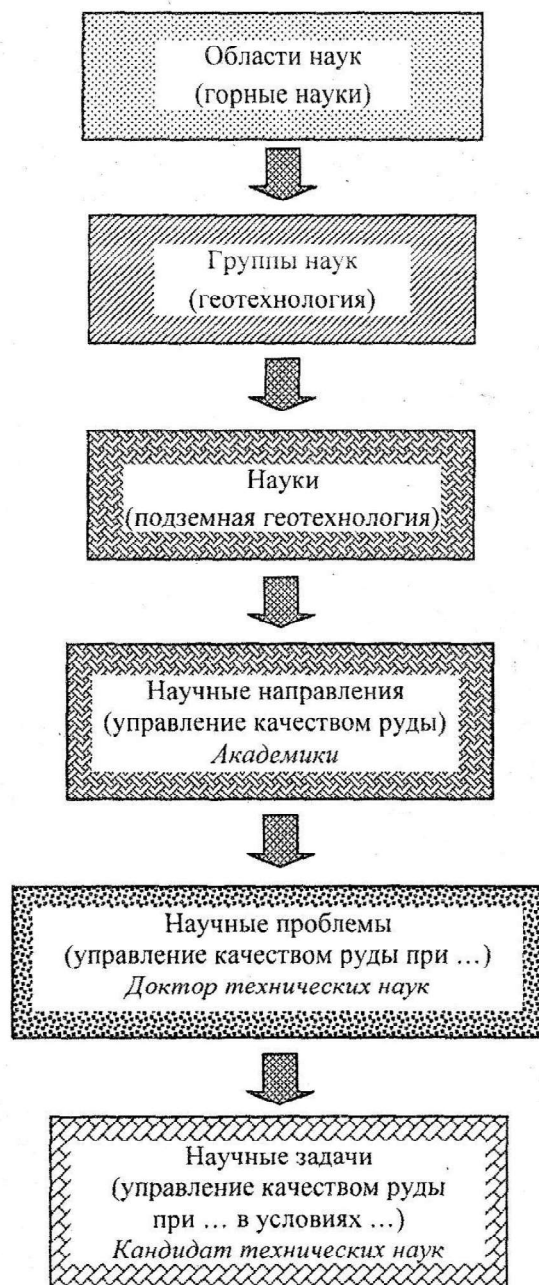 Области наук
(горные науки)
Группы наук
(геотехнология)
Науки
(подземная геотехнология)
Научные направления
(управление качеством руды)
Академики
Научные проблемы
(управление качеством руды при ...)
Доктор технических наук
Научные задачи
(управление качеством руды
при ... в условиях ...)
Кандидат технических наук